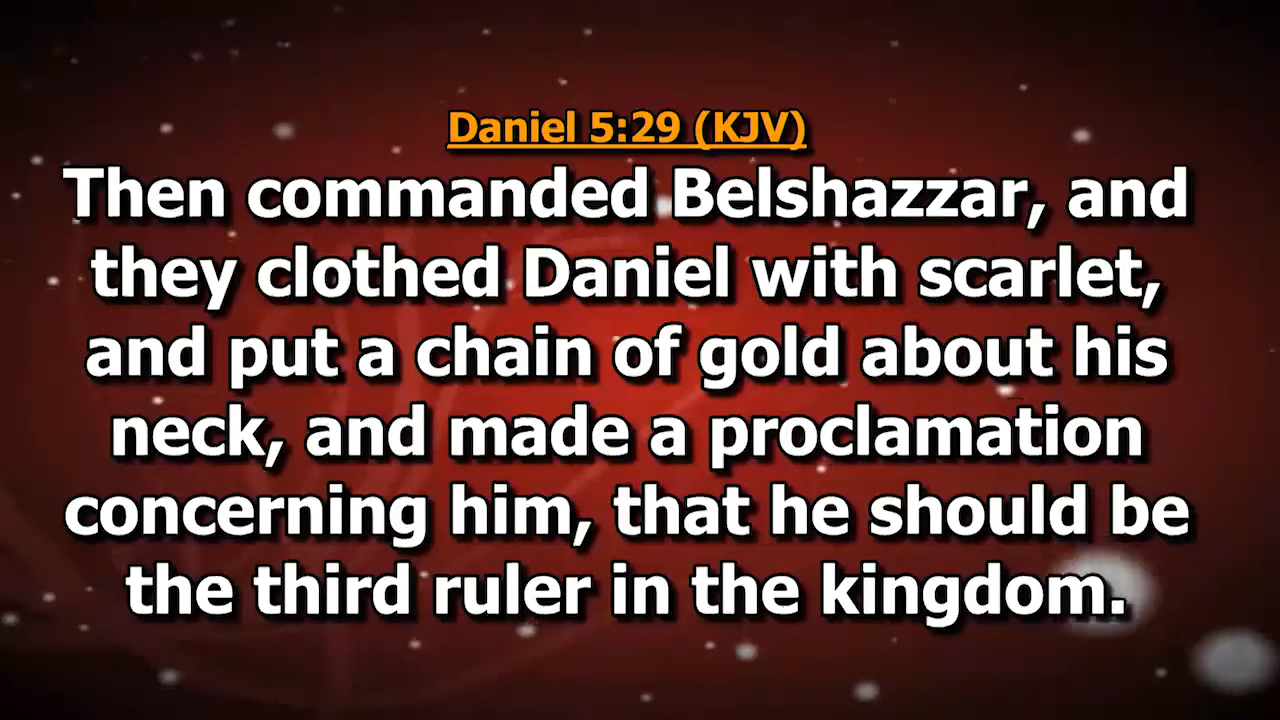 Daniel 5:29 (KJV)
Then commanded Belshazzar, and
they clothed Daniel with scarlet,
and put a chain of gold about his
neck, and made a proclamation
concerning him, that he should be
the third ruler in the kingdom.